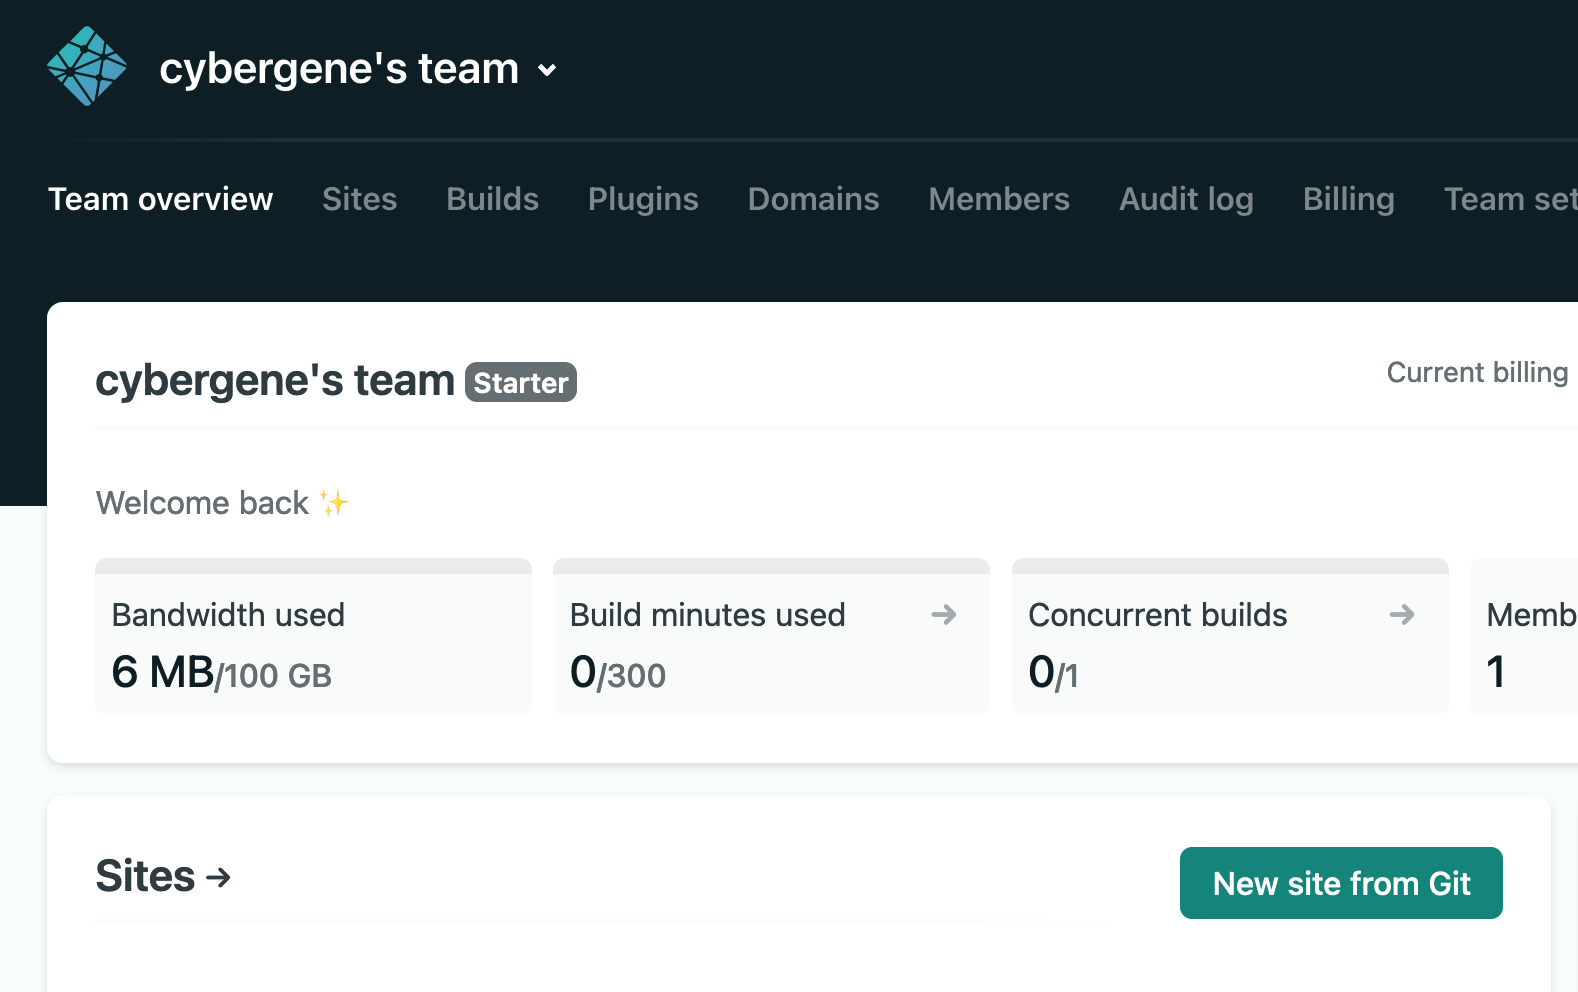 cybergene's team
Team overview Sites Builds Plugins Domains Members Audit log Billing Team set
cybergene's team Starter
Current billing
Welcome back ✨
Bandwidth used
6 MB/100 GB
Build minutes used
0/300
Concurrent builds
0/1
Memb
1
Sites →
New site from Git